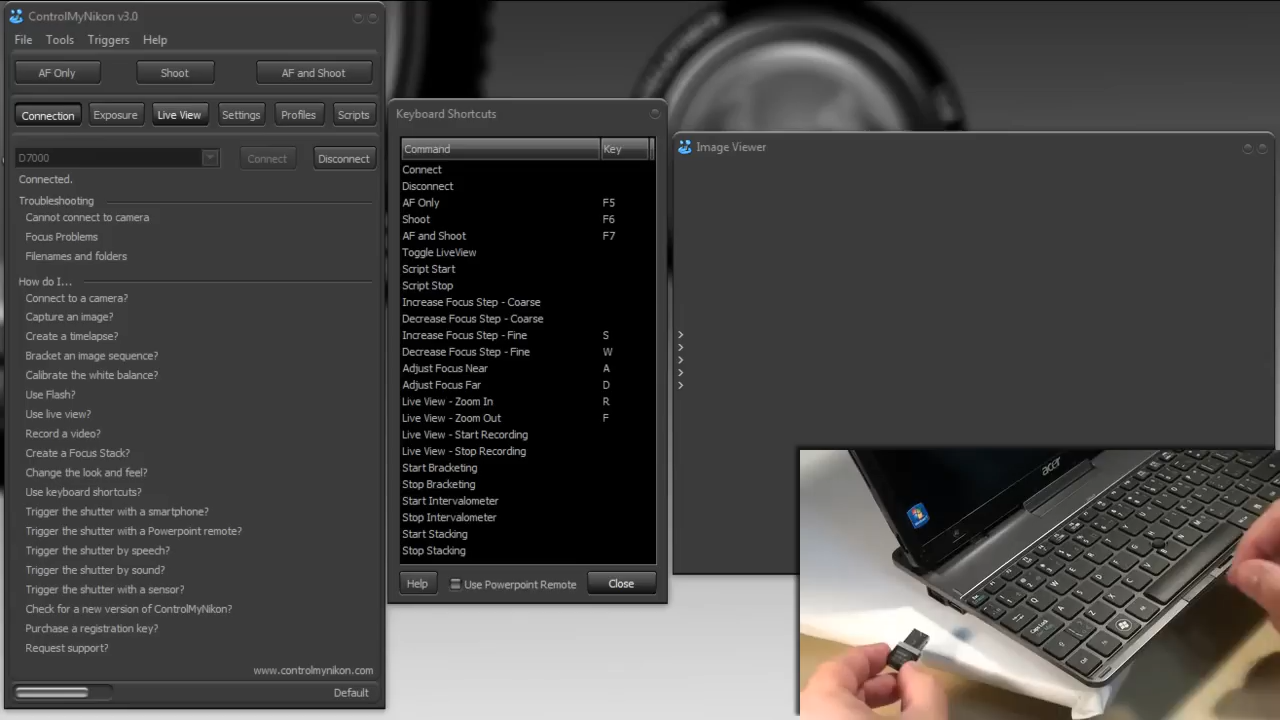 ControlMyNikon v3.0
File Tools Triggers Help
AF Only Shoot AF and Shoot
Connection Exposure Live View Settings Profiles Scripts
D7000 Connect Disconnect
Connected.
Troubleshooting
Cannot connect to camera
Focus Problems
Filenames and folders
How do I...
Connect to a camera?
Capture an image?
Create a timelapse?
Bracket an image sequence?
Calibrate the white balance?
Use Flash?
Use live view?
Record a video?
Create a Focus Stack?
Change the look and feel?
Use keyboard shortcuts?
Trigger the shutter with a smartphone?
Trigger the shutter with a Powerpoint remote?
Trigger the shutter by speech?
Trigger the shutter by sound?
Trigger the shutter with a sensor?
Check for a new version of ControlMyNikon?
Purchase a registration key?
Request support?
www.controlmynikon.com
Default
Keyboard Shortcuts
Command Key
Connect
Disconnect
AF Only F5
Shoot F6
AF and Shoot F7
Toggle LiveView
Script Start
Script Stop
Increase Focus Step - Coarse
Decrease Focus Step - Coarse
Increase Focus Step - Fine S
Decrease Focus Step - Fine W
Adjust Focus Near A
Adjust Focus Far D
Live View - Zoom In R
Live View - Zoom Out F
Live View - Start Recording
Live View - Stop Recording
Start Bracketing
Stop Bracketing
Start Intervalometer
Stop Intervalometer
Start Stacking
Stop Stacking
Help Use Powerpoint Remote Close
Image Viewer
acer